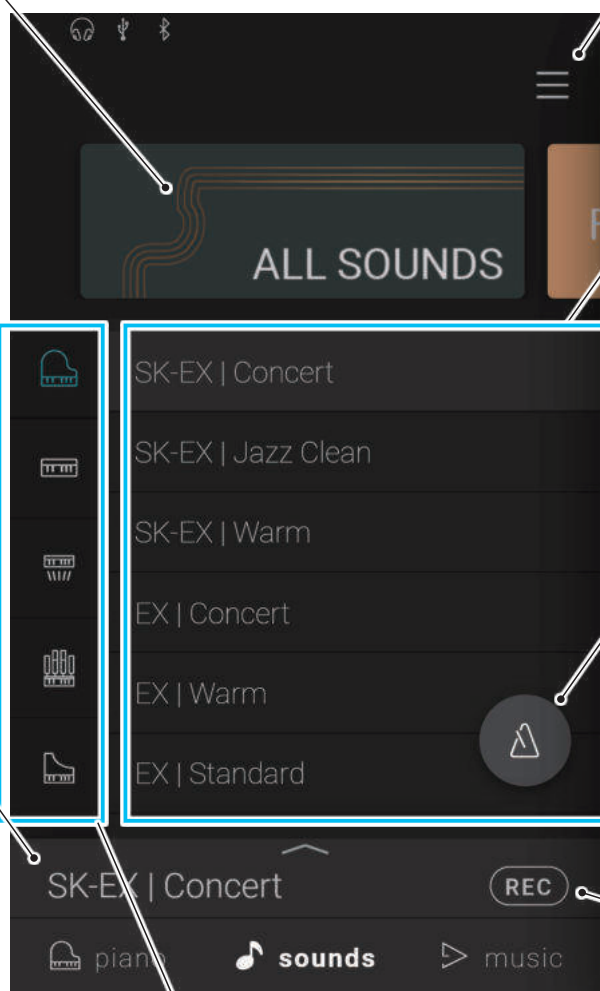 ALL SOUNDS
SK-EX | Concert
SK-EX | Jazz Clean
SK-EX | Warm
EX | Concert
EX | Warm
EX | Standard
SK-EX | Concert
REC
piano sounds music